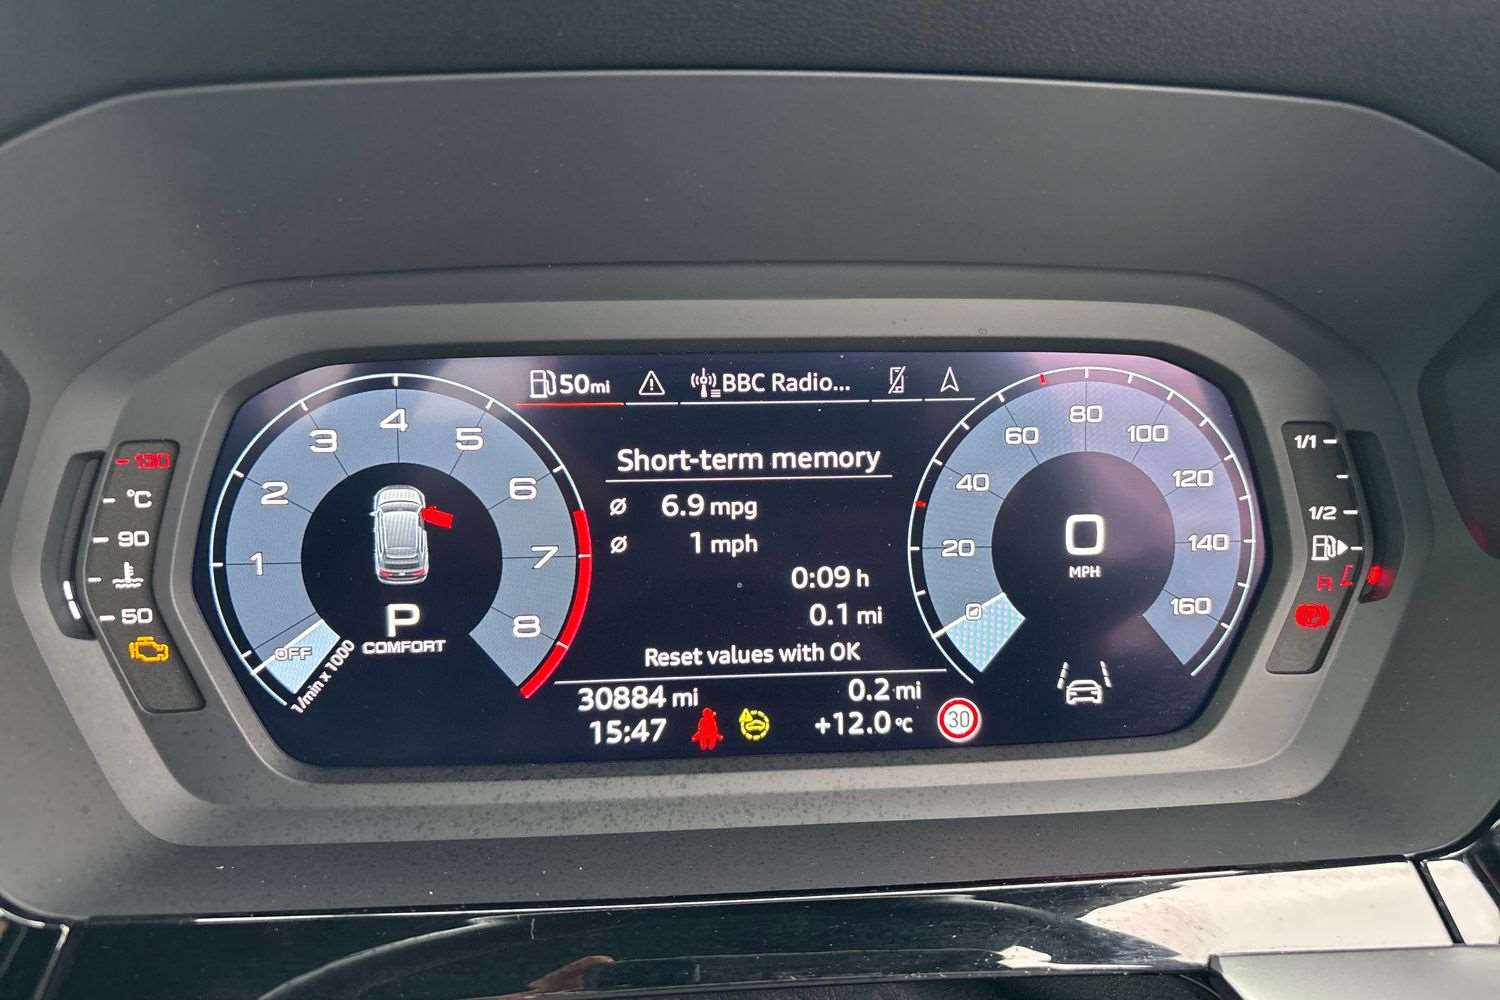 50mi
BBC Radio...
Short-term memory
Ø 6.9 mpg
Ø 1 mph
0:09 h
0.1 mi
Reset values with OK
30884 mi
0.2 mi
15:47
+12.0 °C
30
OFF
1
2
3
4
5
6
7
8
1/min x 1000
P
COMFORT
0
20
40
60
80
100
120
140
160
0
MPH
130
°C
90
50
1/1
1/2
R